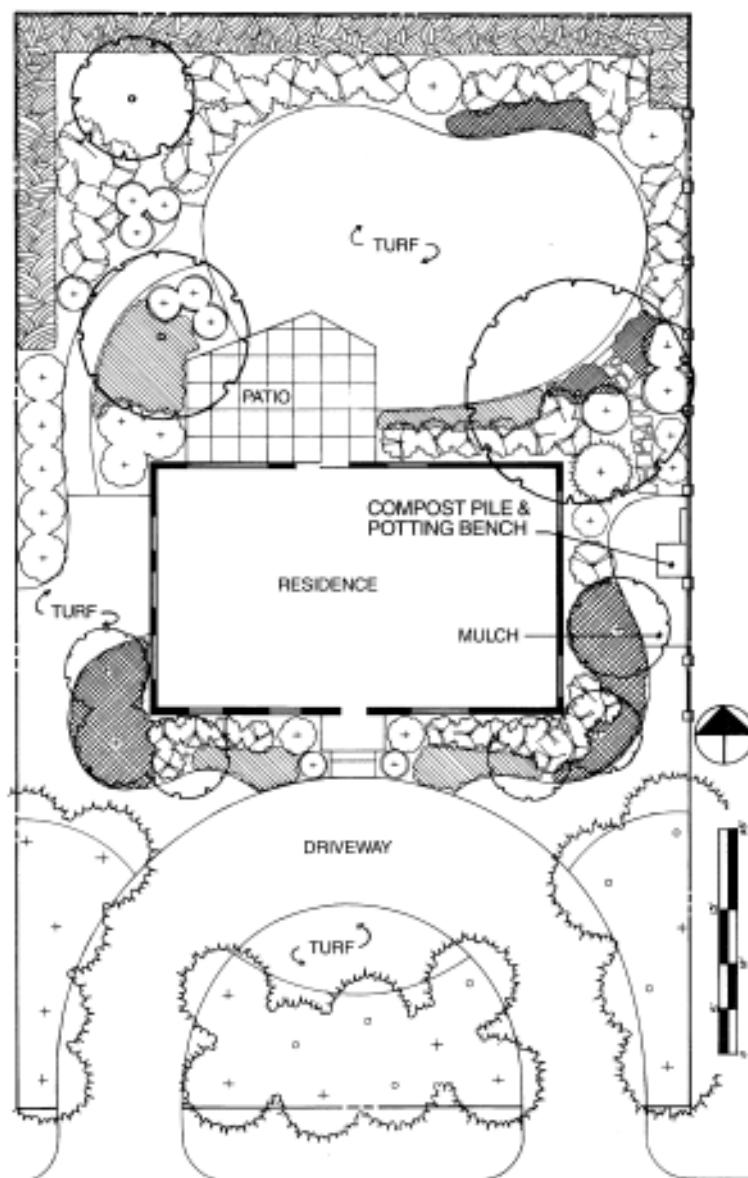 TURF
PATIO
COMPOST PILE &
POTTING BENCH
RESIDENCE
TURF
MULCH
DRIVEWAY
TURF